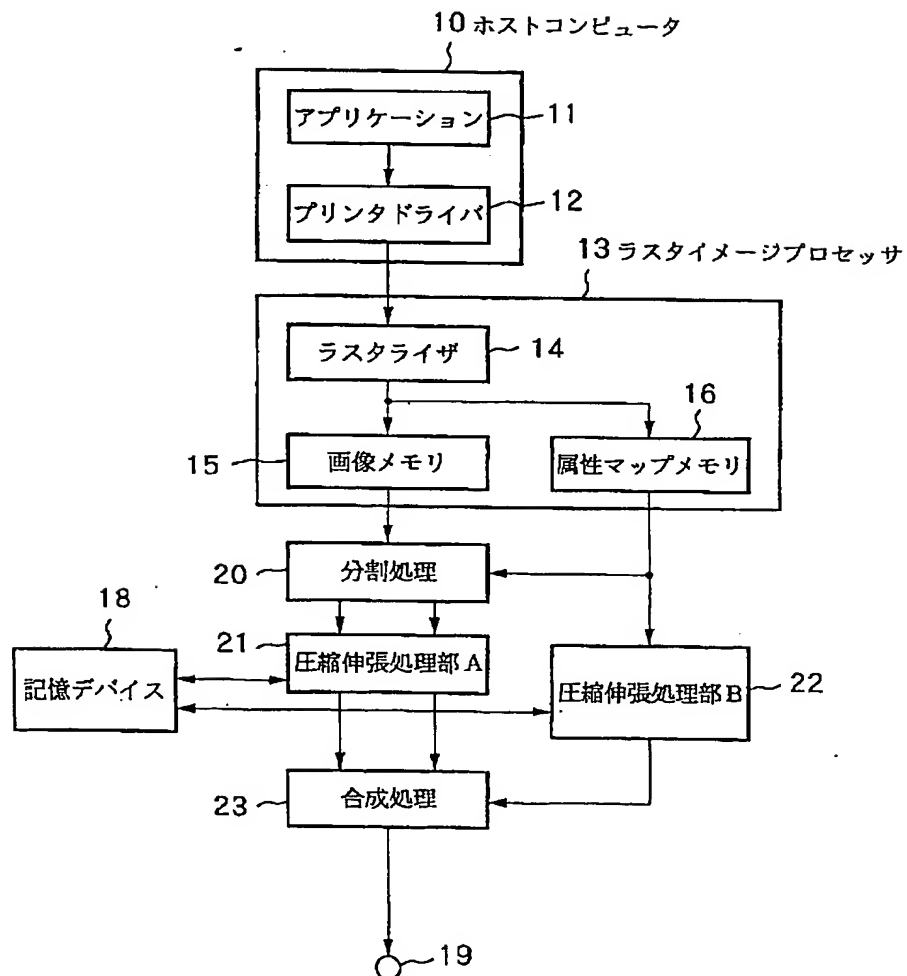 10 ホストコンピュータ
アプリケーション
11
プリンタドライバ
12
13 ラスタイメージプロセッサ
ラスタライザ
14
16
15
画像メモリ
属性マップメモリ
20
分割処理
18
21
記憶デバイス
圧縮伸張処理部A
圧縮伸張処理部B
22
23
合成処理
19